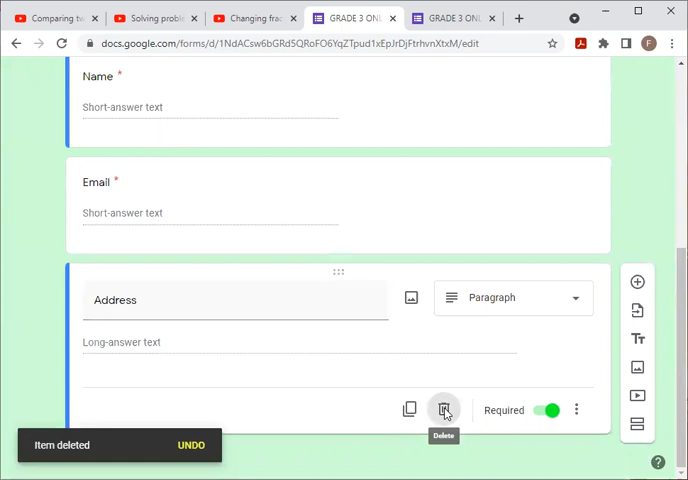 Comparing tw
Solving proble
Changing frac
GRADE 3 ONL
GRADE 3 ONL
docs.google.com/forms/d/1NdACsw6bGRd5QRoFO6YqZTpud1xEpJrDjFtrhvnXtxM/edit
F
Name *
Short-answer text
Email *
Short-answer text
Address
Paragraph
Long-answer text
Required
Delete
Item deleted
UNDO